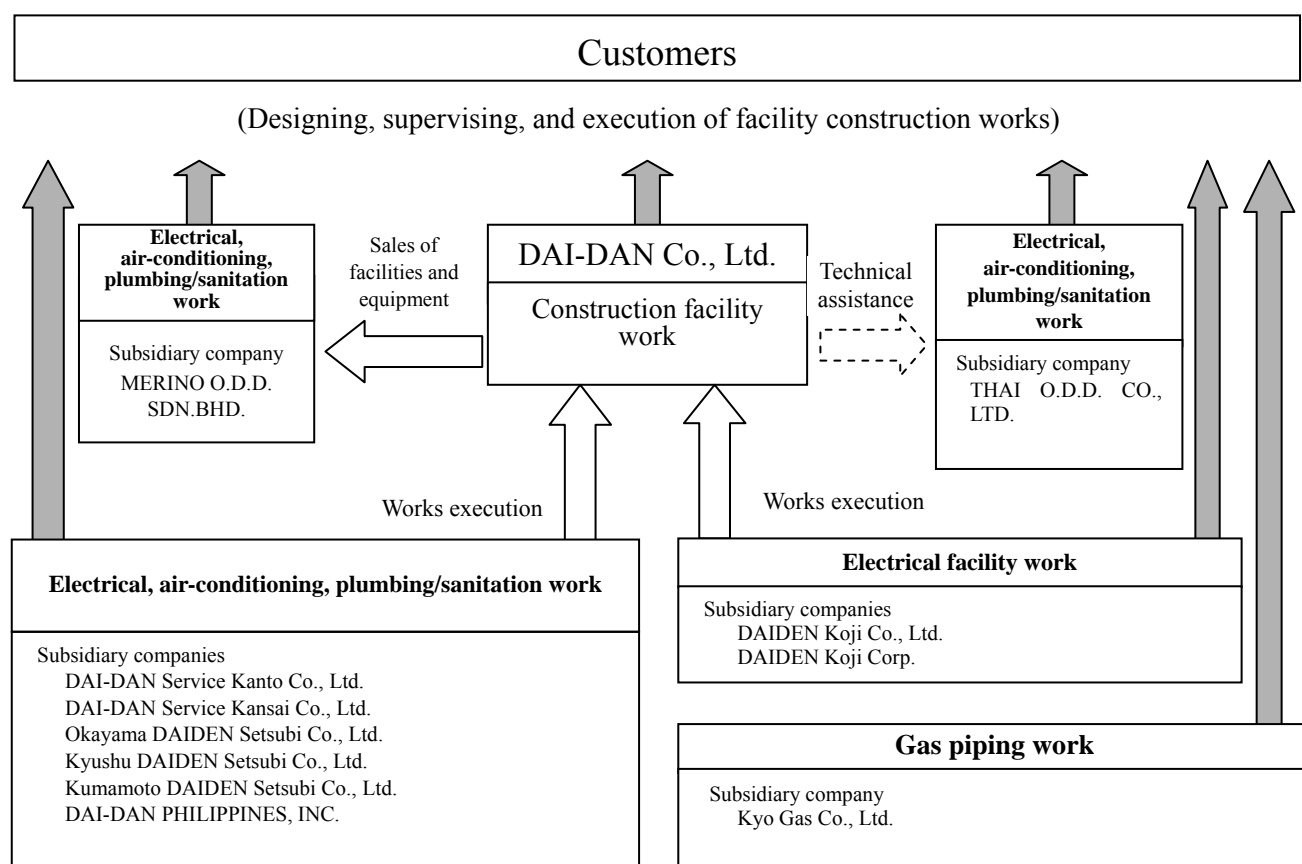 Customers
(Designing, supervising, and execution of facility construction works)
Electrical,
air-conditioning,
plumbing/sanitation
work
Subsidiary company
MERINO O.D.D.
SDN.BHD.
Sales of
facilities and
equipment
DAI-DAN Co., Ltd.
Construction facility
work
Technical
assistance
Electrical,
air-conditioning,
plumbing/sanitation
work
Subsidiary company
THAI O.D.D. CO.,
LTD.
Works execution
Works execution
Electrical, air-conditioning, plumbing/sanitation work
Subsidiary companies
DAI-DAN Service Kanto Co., Ltd.
DAI-DAN Service Kansai Co., Ltd.
Okayama DAIDEN Setsubi Co., Ltd.
Kyushu DAIDEN Setsubi Co., Ltd.
Kumamoto DAIDEN Setsubi Co., Ltd.
DAI-DAN PHILIPPINES, INC.
Electrical facility work
Subsidiary companies
DAIDEN Koji Co., Ltd.
DAIDEN Koji Corp.
Gas piping work
Subsidiary company
Kyo Gas Co., Ltd.